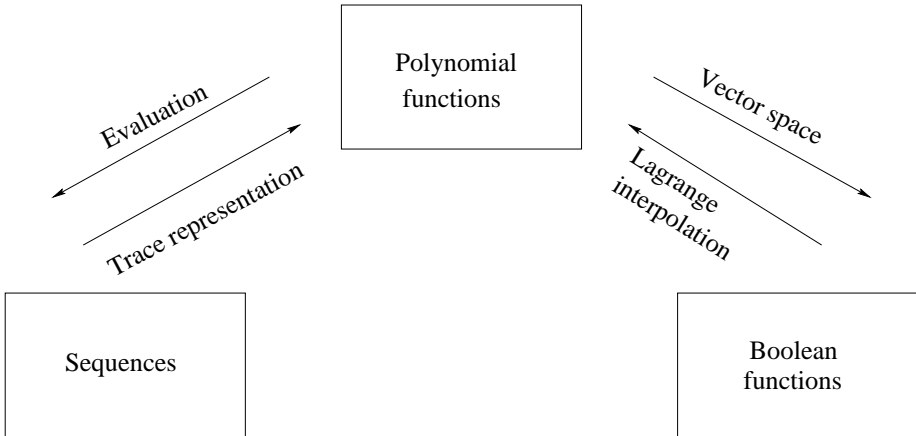 Polynomial
functions
Evaluation
Trace representation
Vector space
Lagrange
interpolation
Sequences
Boolean
functions